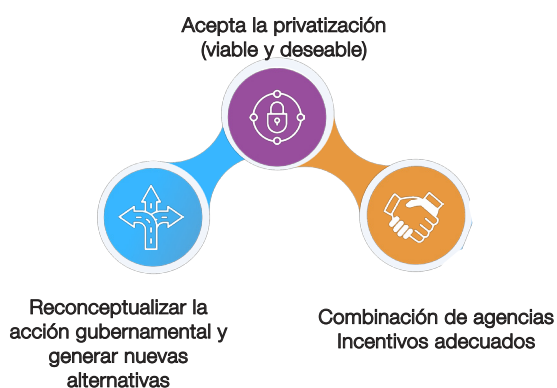 Acepta la privatización
(viable y deseable)
Reconceptualizar la
acción gubernamental y
generar nuevas
alternativas
Combinación de agencias
Incentivos adecuados